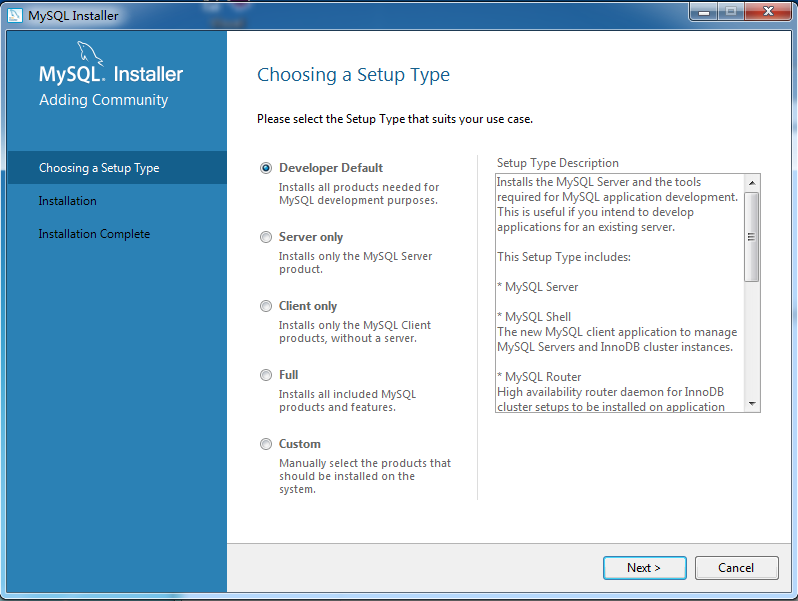 MySQL Installer
MySQL. Installer
Adding Community
Choosing a Setup Type
Installation
Installation Complete
Choosing a Setup Type
Please select the Setup Type that suits your use case.
Developer Default
Installs all products needed for
MySQL development purposes.
Server only
Installs only the MySQL Server
product.
Client only
Installs only the MySQL Client
products, without a server.
Full
Installs all included MySQL
products and features.
Custom
Manually select the products that
should be installed on the
system.
Setup Type Description
Installs the MySQL Server and the tools
required for MySQL application development.
This is useful if you intend to develop
applications for an existing server.
This Setup Type includes:
* MySQL Server
* MySQL Shell
The new MySQL client application to manage
MySQL Servers and InnoDB cluster instances.
* MySQL Router
High availability router daemon for InnoDB
cluster setups to be installed on application
Next >
Cancel